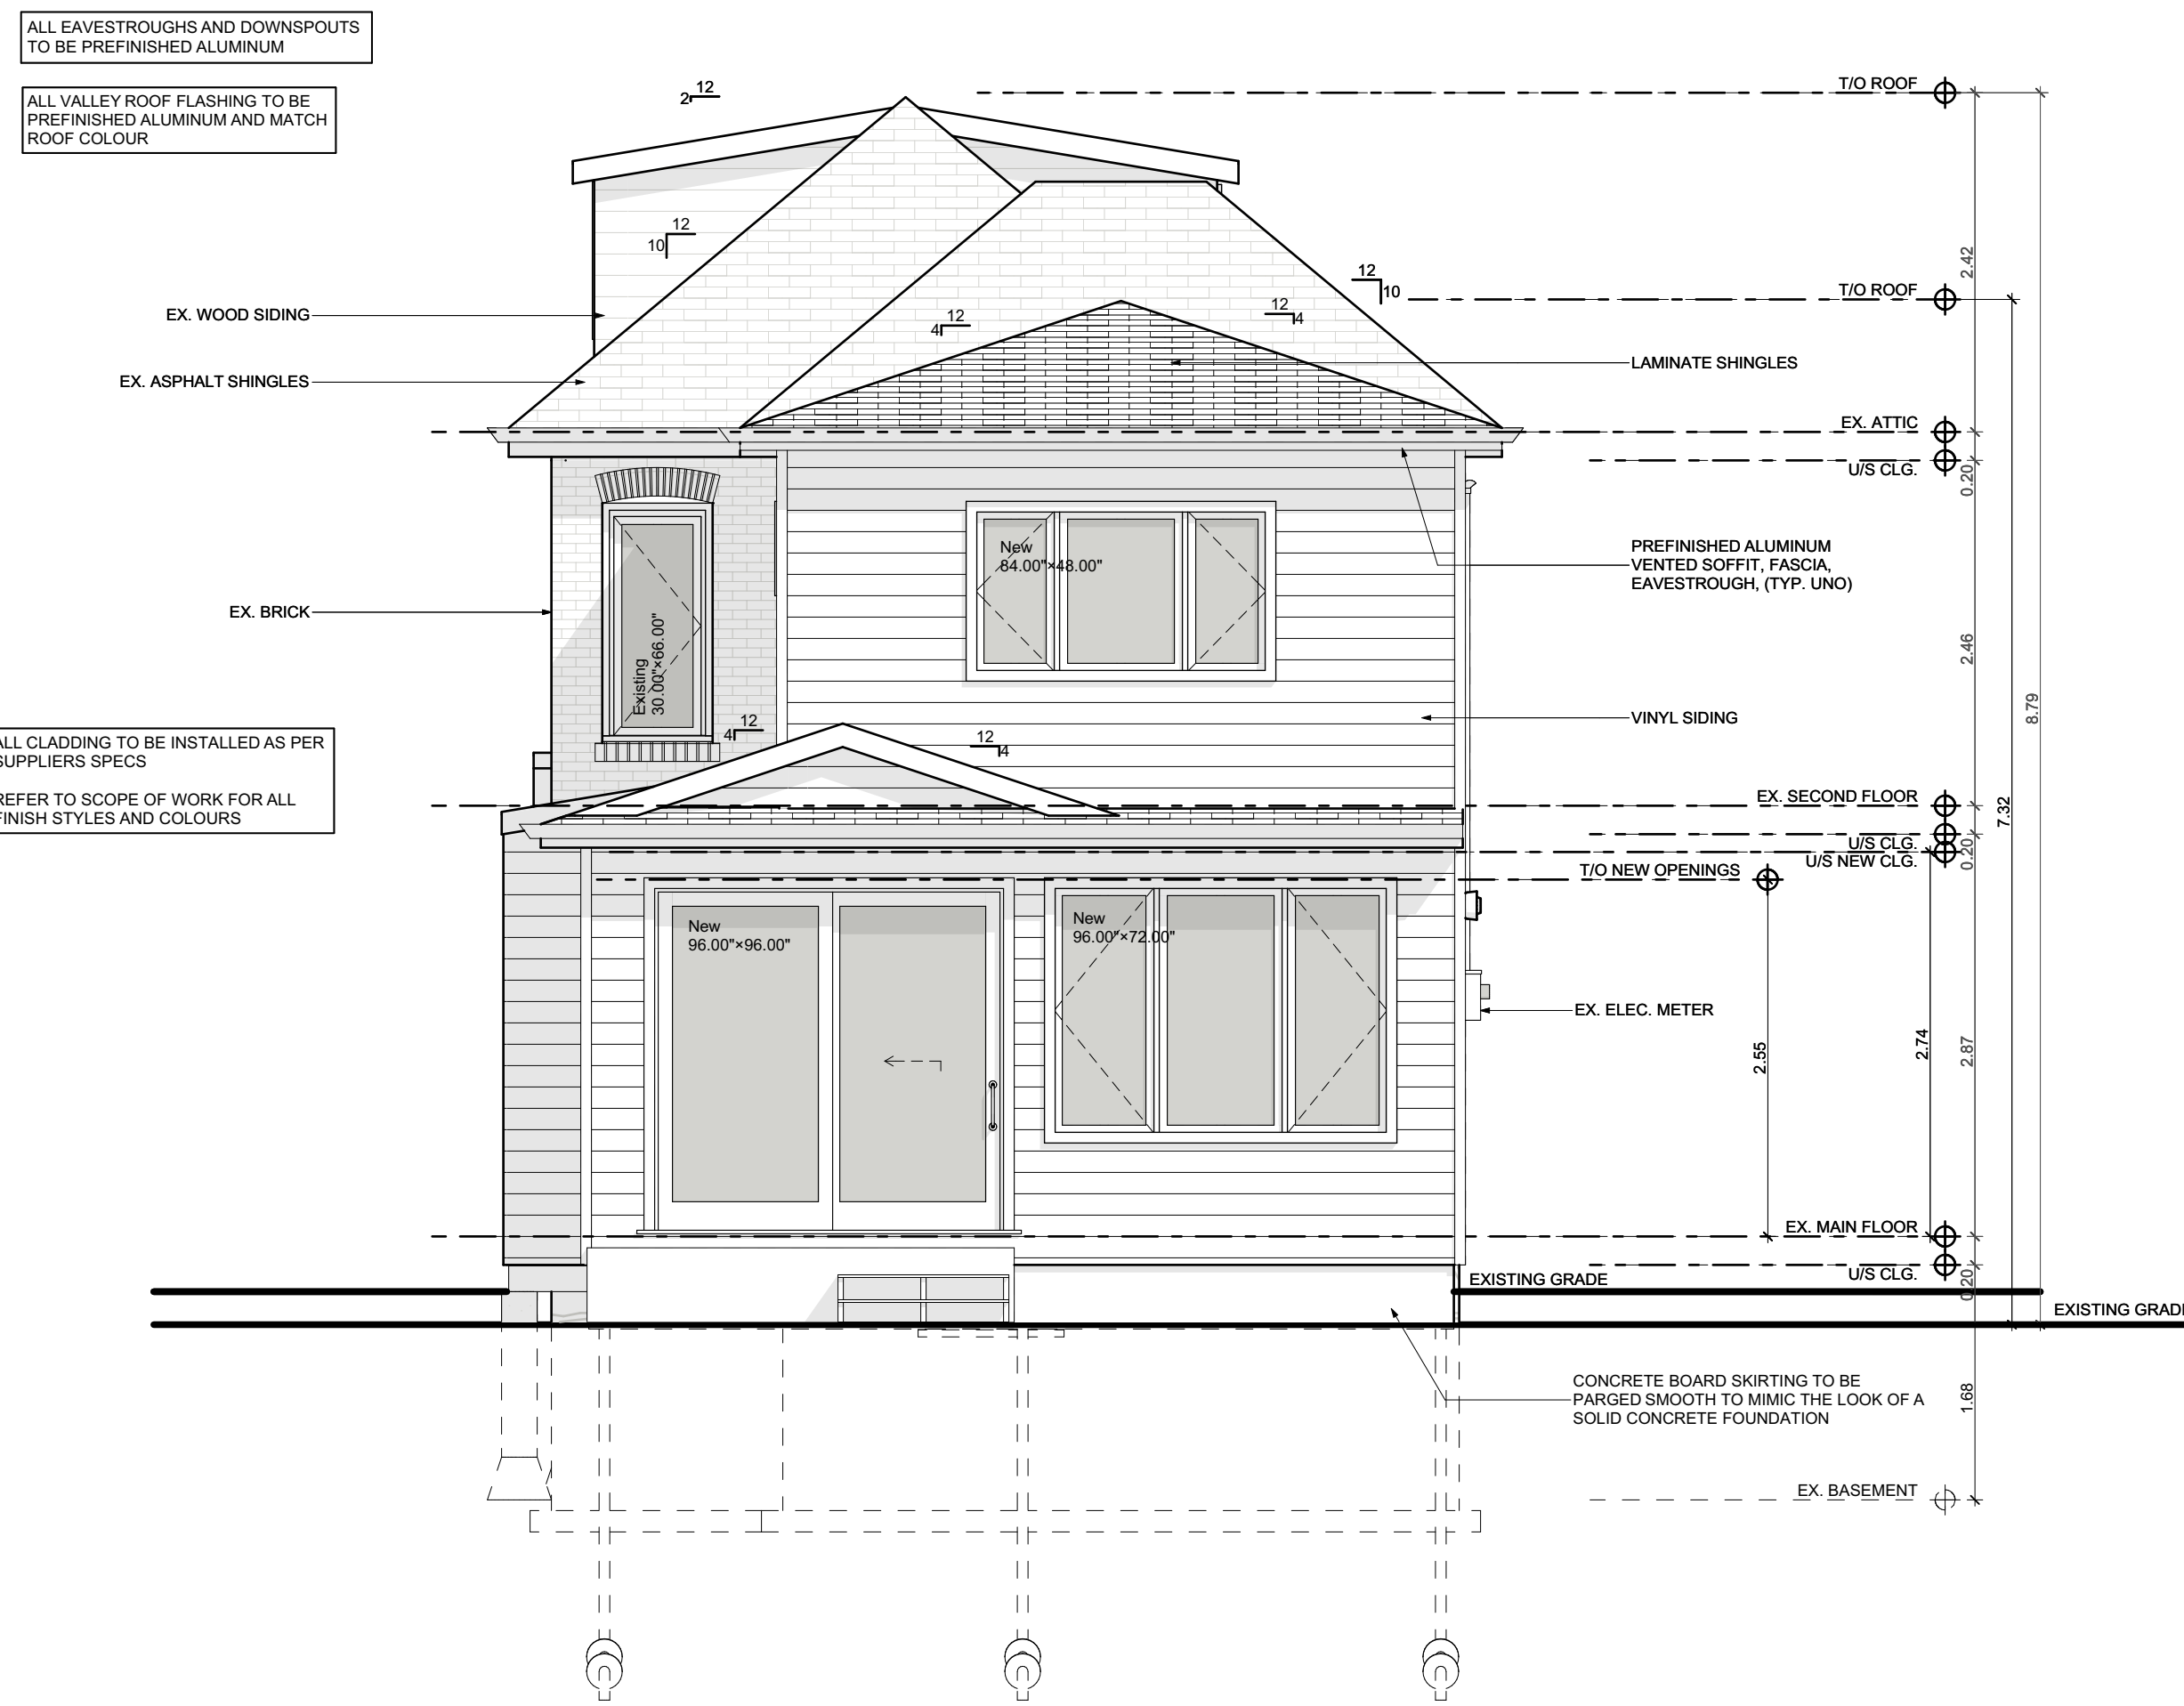 ALL EAVESTROUGHS AND DOWNSPOUTS
TO BE PREFINISHED ALUMINUM
ALL VALLEY ROOF FLASHING TO BE
PREFINISHED ALUMINUM AND MATCH
ROOF COLOUR
12
2
T/O ROOF
12
10
2.42
12
10
T/O ROOF
EX. WOOD SIDING
12
4
12
4
LAMINATE SHINGLES
EX. ASPHALT SHINGLES
EX. ATTIC
U/S CLG.
0.20
New
84.00"×48.00"
PREFINISHED ALUMINUM
VENTED SOFFIT, FASCIA,
EAVESTROUGH, (TYP. UNO)
EX. BRICK
Existing
30.00"×66.00"
2.46
8.79
VINYL SIDING
12
4
12
4
ALL CLADDING TO BE INSTALLED AS PER
SUPPLIERS SPECS
REFER TO SCOPE OF WORK FOR ALL
FINISH STYLES AND COLOURS
EX. SECOND FLOOR
7.32
U/S CLG.
0.20
U/S NEW CLG.
T/O NEW OPENINGS
New
96.00"×96.00"
New
96.00"×72.00"
EX. ELEC. METER
2.55
2.74
2.87
EX. MAIN FLOOR
U/S CLG.
0.20
EXISTING GRADE
EXISTING GRADE
CONCRETE BOARD SKIRTING TO BE
PARGED SMOOTH TO MIMIC THE LOOK OF A
SOLID CONCRETE FOUNDATION
1.68
EX. BASEMENT